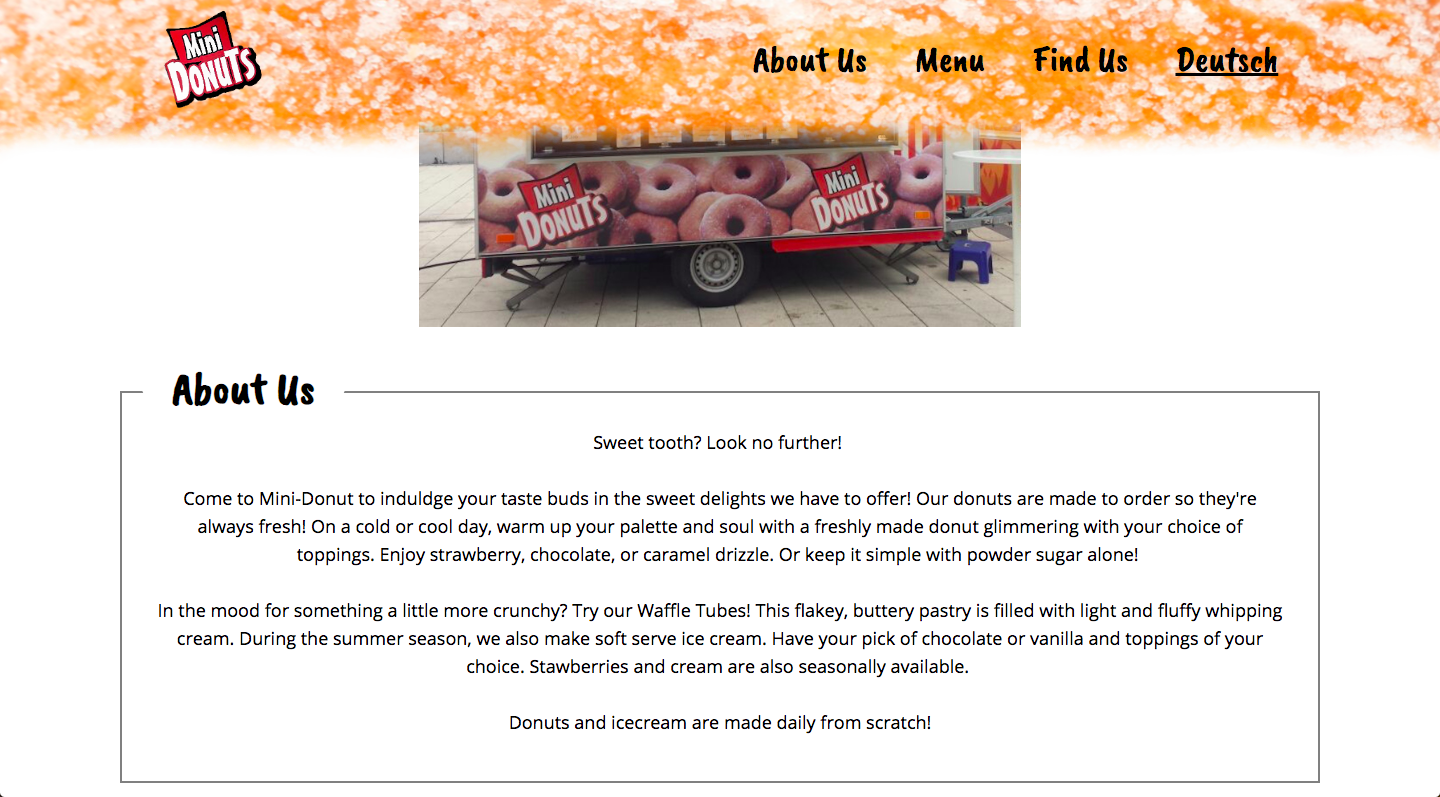 Mini
DONUTS
About Us
Menu
Find Us
Deutsch
Mini
DONUTS
Mini
DONUTS
About Us
Sweet tooth? Look no further!
Come to Mini-Donut to induldge your taste buds in the sweet delights we have to offer! Our donuts are made to order so they're
always fresh! On a cold or cool day, warm up your palette and soul with a freshly made donut glimmering with your choice of
toppings. Enjoy strawberry, chocolate, or caramel drizzle. Or keep it simple with powder sugar alone!
In the mood for something a little more crunchy? Try our Waffle Tubes! This flakey, buttery pastry is filled with light and fluffy whipping
cream. During the summer season, we also make soft serve ice cream. Have your pick of chocolate or vanilla and toppings of your
choice. Stawberries and cream are also seasonally available.
Donuts and icecream are made daily from scratch!